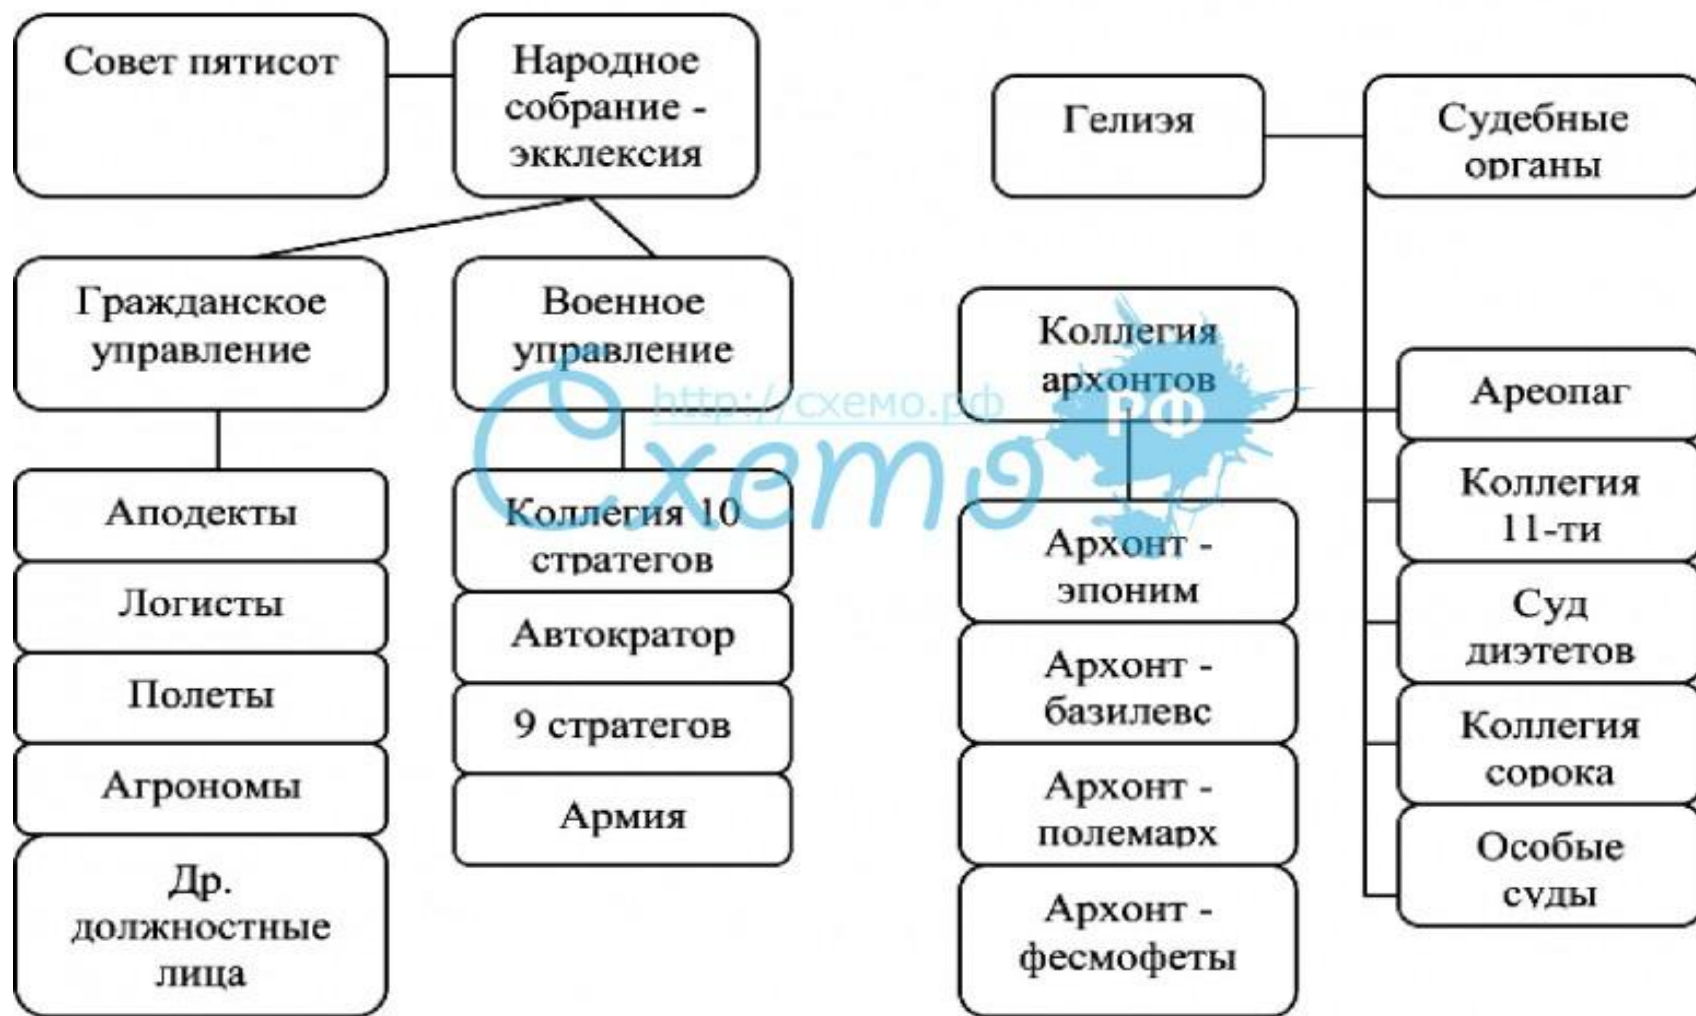 Совет пятисот
Народное
собрание -
экклексия
Гелиэя
Судебные
органы
Гражданское
управление
Военное
управление
Коллегия
архонтов
Ареопаг
Коллегия
11-ти
Суд
диэтетов
Коллегия
сорока
Особые
суды
Аподекты
Логисты
Полеты
Агрономы
Др.
должностные
лица
Коллегия 10
стратегов
Автократор
9 стратегов
Армия
Архонт -
эпоним
Архонт -
базилевс
Архонт -
полемарх
Архонт -
фесмофеты
http://схемо.рф
Схемо
РФ